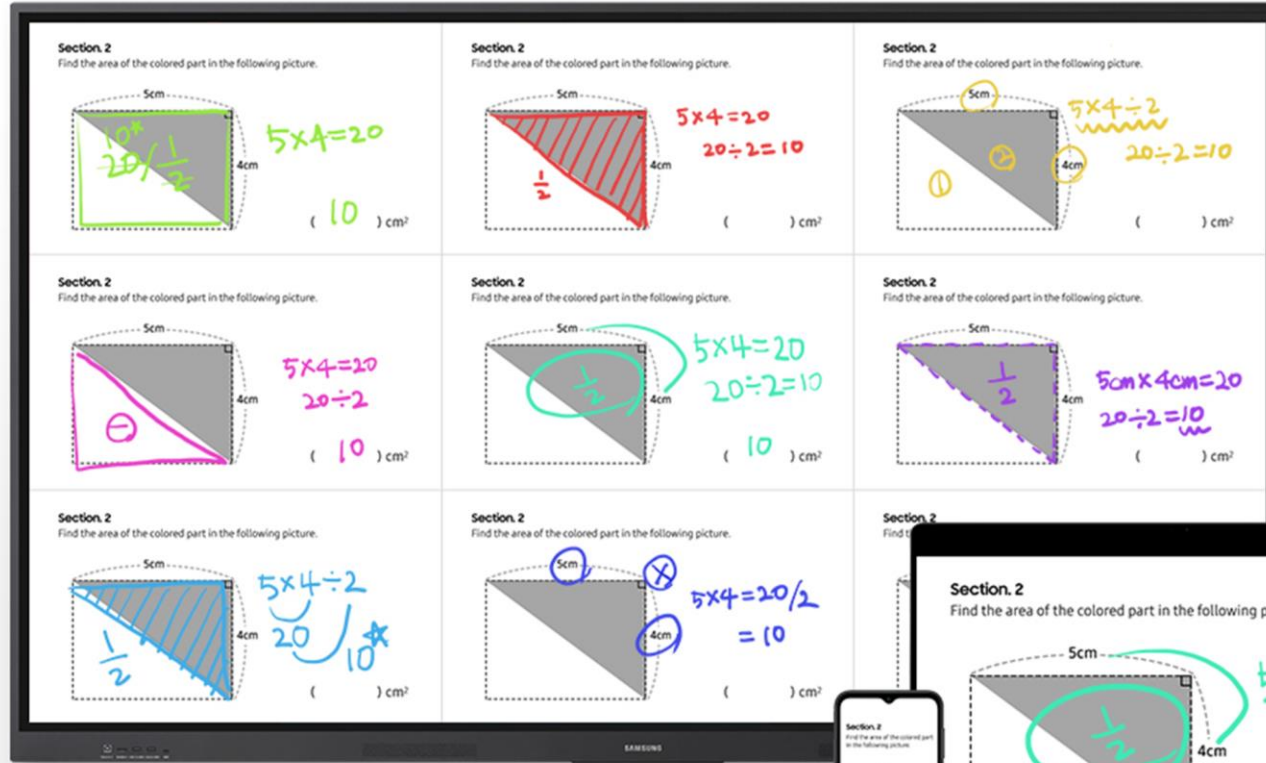 Section. 2
Find the area of the colored part in the following picture.
5cm
10*
20/1/2
5×4=20
4cm
( 10 ) cm²
Section. 2
Find the area of the colored part in the following picture.
5cm
5×4=20
20÷2=10
4cm
1/2
( ) cm²
Section. 2
Find the area of the colored part in the following picture.
5cm
5×4÷2
20÷2=10
②
4cm
①
( ) cm²
Section. 2
Find the area of the colored part in the following picture.
5cm
5×4=20
20÷2
4cm
( 10 ) cm²
Section. 2
Find the area of the colored part in the following picture.
5cm
5×4=20
20÷2=10
1/2
4cm
( 10 ) cm²
Section. 2
Find the area of the colored part in the following picture.
5cm
1/2
5cm×4cm=20
4cm
20÷2=10
( ) cm²
Section. 2
Find the area of the colored part in the following picture.
5cm
5×4÷2
4cm
20
10
1/2
( ) cm²
Section. 2
Find the area of the colored part in the following picture.
5cm
X
5×4=20/2
4cm
=10
( ) cm²
Section. 2
SAMSUNG
Section. 2
Find the area of the colored part
in the following picture.
Section. 2
Find the area of the colored part in the following
5cm
1/2
4cm